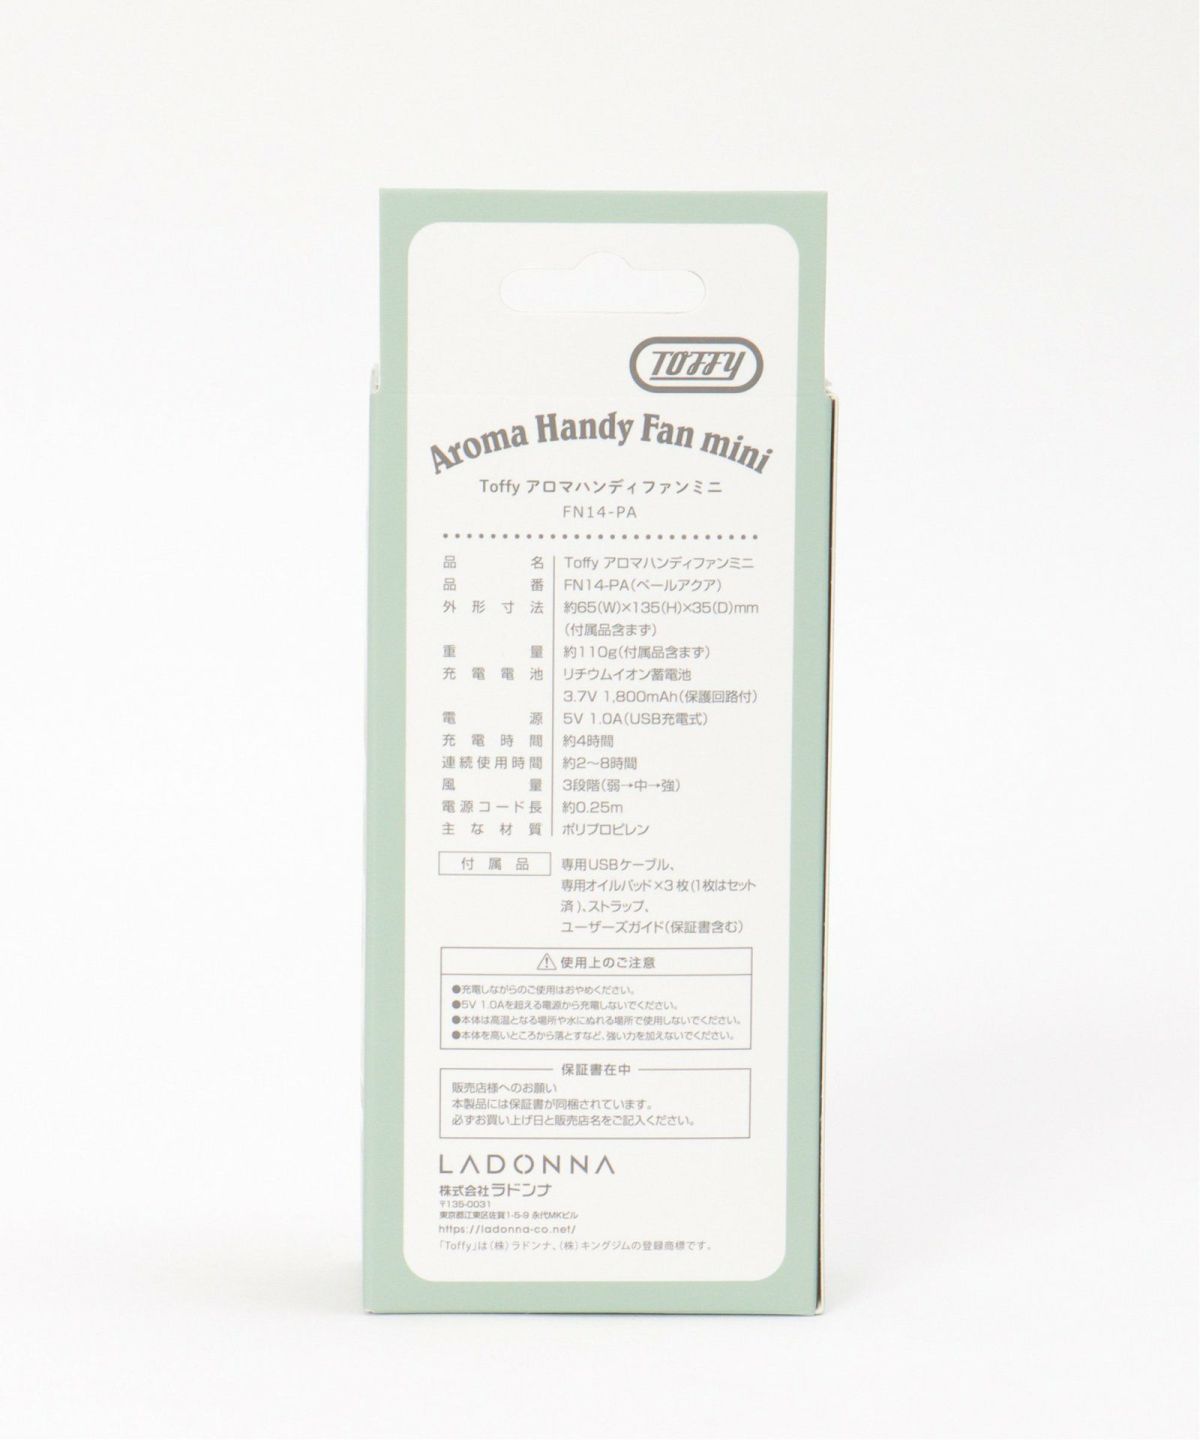 TOFFY
Aroma Handy Fan mini
Toffy アロマハンディファンミニ
FN14-PA
品名 Toffy アロマハンディファンミニ
品番 FN14-PA(ペールアクア)
外形寸法 約65(W)×135(H)×35(D)mm
(付属品含まず)
重量 約110g(付属品含まず)
充電電池 リチウムイオン蓄電池
3.7V 1,800mAh(保護回路付)
電源 5V 1.0A(USB充電式)
充電時間 約4時間
連続使用時間 約2〜8時間
風量 3段階(弱→中→強)
電源コード長 約0.25m
主な材質 ポリプロピレン
付属品 専用USBケーブル、
専用オイルパッド×3枚(1枚はセット
済)、ストラップ、
ユーザーズガイド(保証書含む)
使用上のご注意
●充電しながらのご使用はおやめください。
●5V 1.0Aを超える電源から充電しないでください。
●本体は高温となる場所や水にぬれる場所で使用しないでください。
●本体を高いところから落とすなど、強い力を加えないでください。
保証書在中
販売店様へのお願い
本製品には保証書が同梱されています。
必ずお買い上げ日と販売店名をご記入ください。
LADONNA
株式会社ラドンナ
〒135-0031
東京都江東区佐賀1-5-9 永代MKビル
https://ladonna-co.net/
「Toffy」は(株)ラドンナ、(株)キングジムの登録商標です。